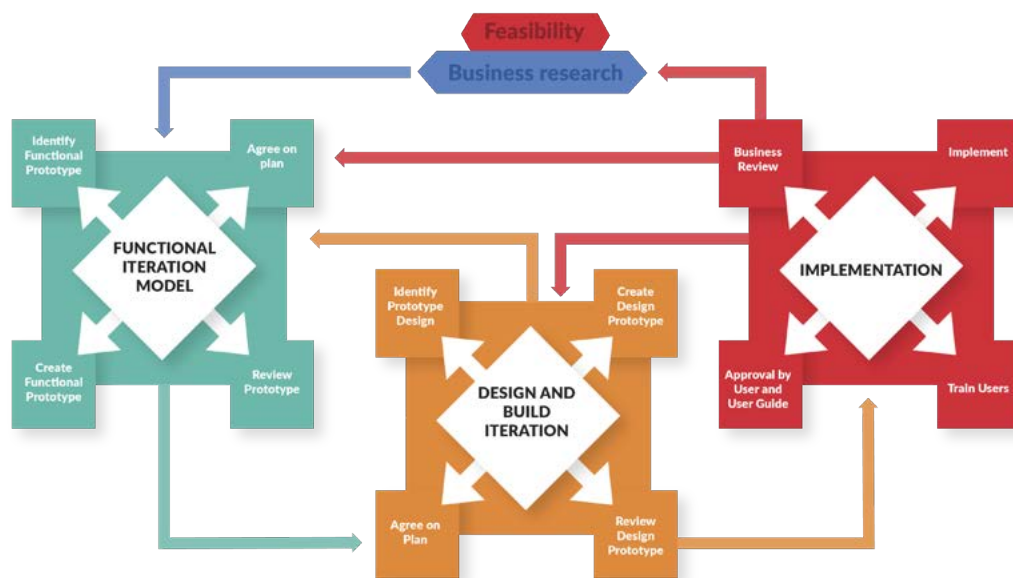 Feasibility
Business research
Identify
Functional
Prototype
Agree on
plan
FUNCTIONAL
ITERATION
MODEL
Create
Functional
Prototype
Review
Prototype
Identify
Prototype
Design
Create
Design
Prototype
DESIGN AND
BUILD
ITERATION
Agree on
Plan
Review
Design
Prototype
Business
Review
Implement
IMPLEMENTATION
Approval by
User and
User Guide
Train Users